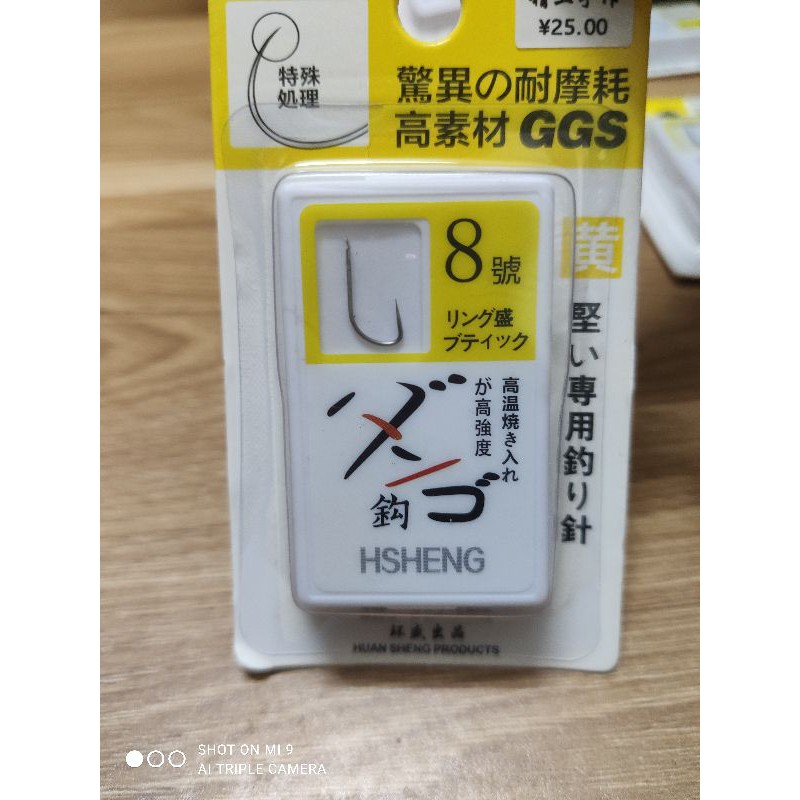 ¥25.00
特殊
処理
驚異の耐摩耗
高素材 GGS
8號
リング盛
ブティック
黄
堅い専用釣り針
高温焼き入れ
が高強度
ダンゴ
鈎
HSHENG
环盛出品
HUAN SHENG PRODUCTS
SHOT ON MI 9
AI TRIPLE CAMERA